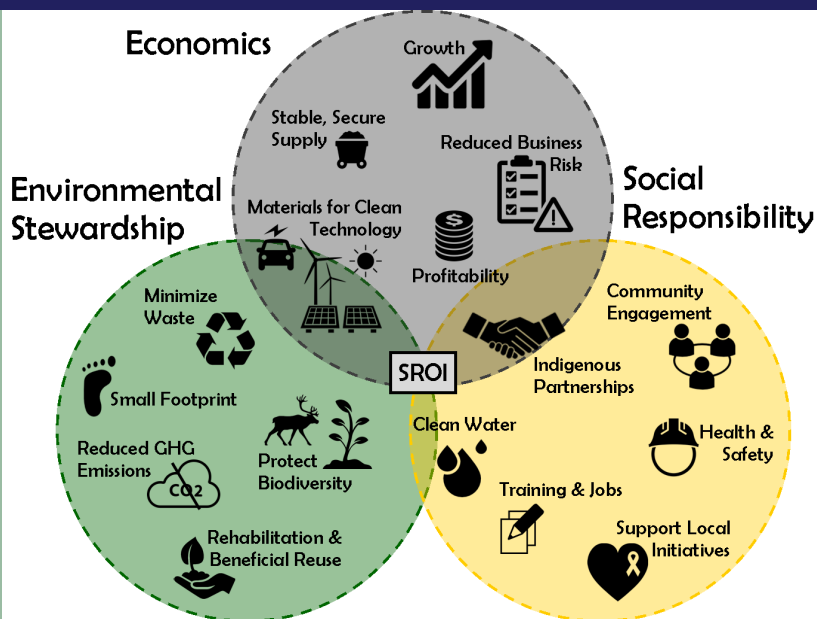 Economics
Growth
Stable, Secure
Supply
Reduced Business
Risk
Environmental
Stewardship
Social
Responsibility
Materials for Clean
Technology
$
Profitability
Minimize
Waste
Community
Engagement
SROI
Indigenous
Partnerships
Small Footprint
Clean Water
Health &
Safety
Reduced GHG
Emissions
CO2
Protect
Biodiversity
Training & Jobs
Rehabilitation &
Beneficial Reuse
Support Local
Initiatives